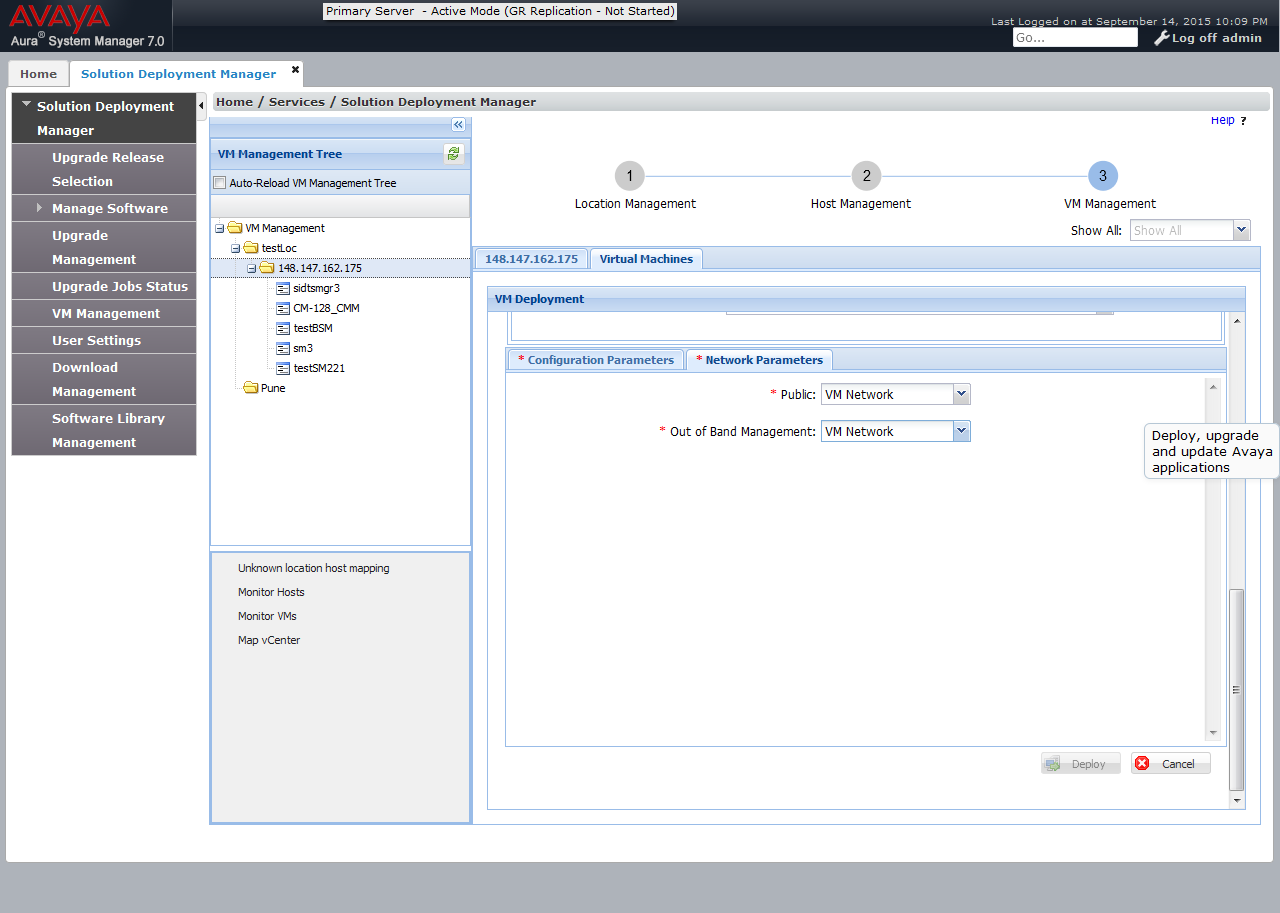 AVAYA
Aura® System Manager 7.0
Primary Server - Active Mode (GR Replication - Not Started)
Last Logged on at September 14, 2015 10:09 PM
Go...
Log off admin
Home
Solution Deployment Manager
Solution Deployment
Manager
Upgrade Release
Selection
Manage Software
Upgrade
Management
Upgrade Jobs Status
VM Management
User Settings
Download
Management
Software Library
Management
Home / Services / Solution Deployment Manager
Help ?
VM Management Tree
Auto-Reload VM Management Tree
VM Management
testLoc
148.147.162.175
sidtsmgr3
CM-128_CMM
testBSM
sm3
testSM221
Pune
Unknown location host mapping
Monitor Hosts
Monitor VMs
Map vCenter
1
2
3
Location Management
Host Management
VM Management
Show All:
Show All
148.147.162.175
Virtual Machines
VM Deployment
* Configuration Parameters
* Network Parameters
* Public:
VM Network
* Out of Band Management:
VM Network
Deploy, upgrade
and update Avaya
applications
Deploy
Cancel